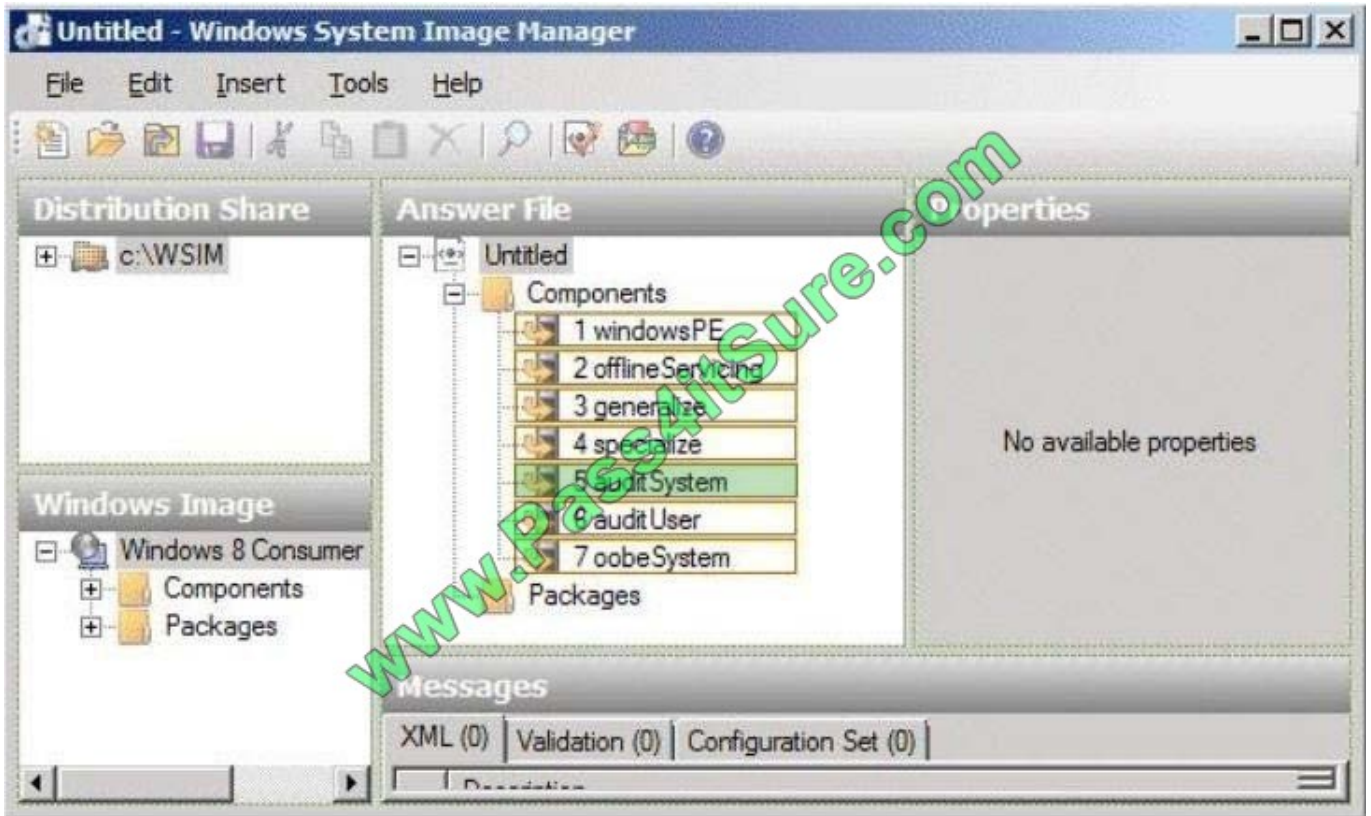 Untitled - Windows System Image Manager
File Edit Insert Tools Help
Distribution Share
c:\WSIM
Windows Image
Windows 8 Consumer
Components
Packages
Answer File
Untitled
Components
1 windowsPE
2 offlineServicing
3 generalize
4 specialize
5 auditSystem
6 auditUser
7 oobeSystem
Packages
Properties
No available properties
Messages
XML (0) Validation (0) Configuration Set (0)
www.Pass4itSure.com